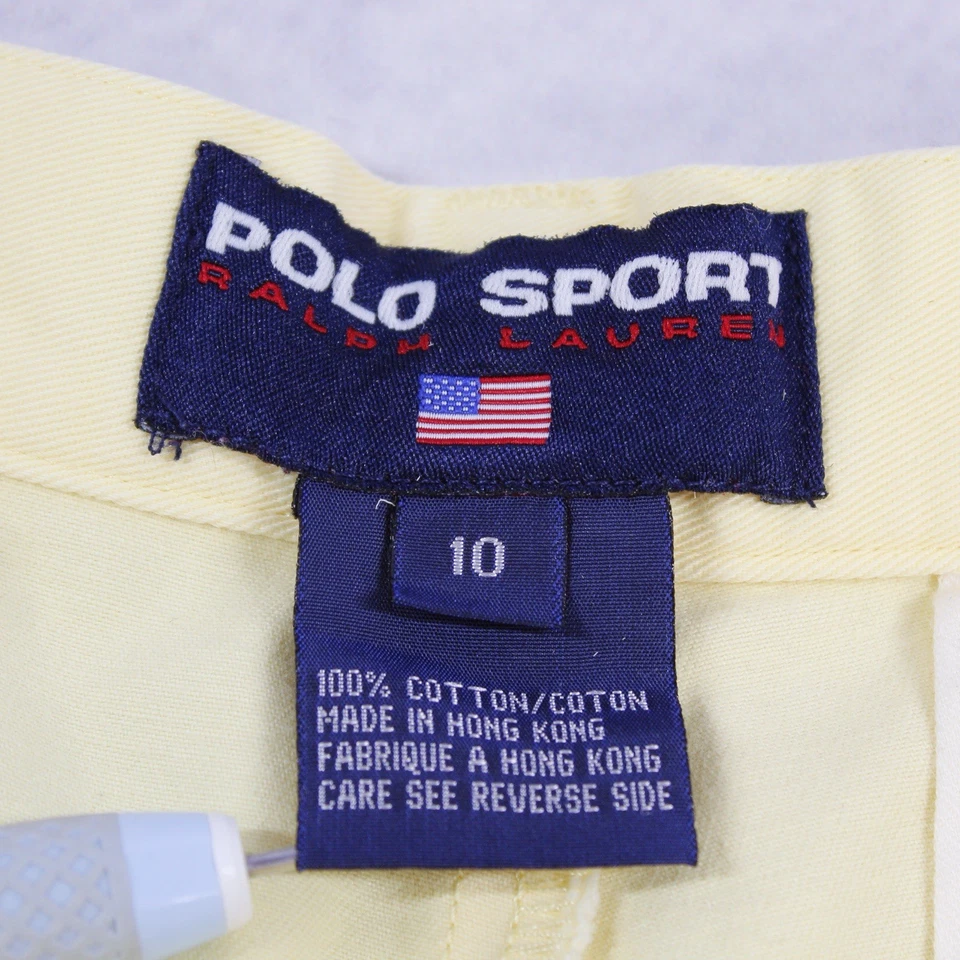 POLO SPORT
RALPH LAUREN
10
100% COTTON/COTON
MADE IN HONG KONG
FABRIQUE A HONG KONG
CARE SEE REVERSE SIDE